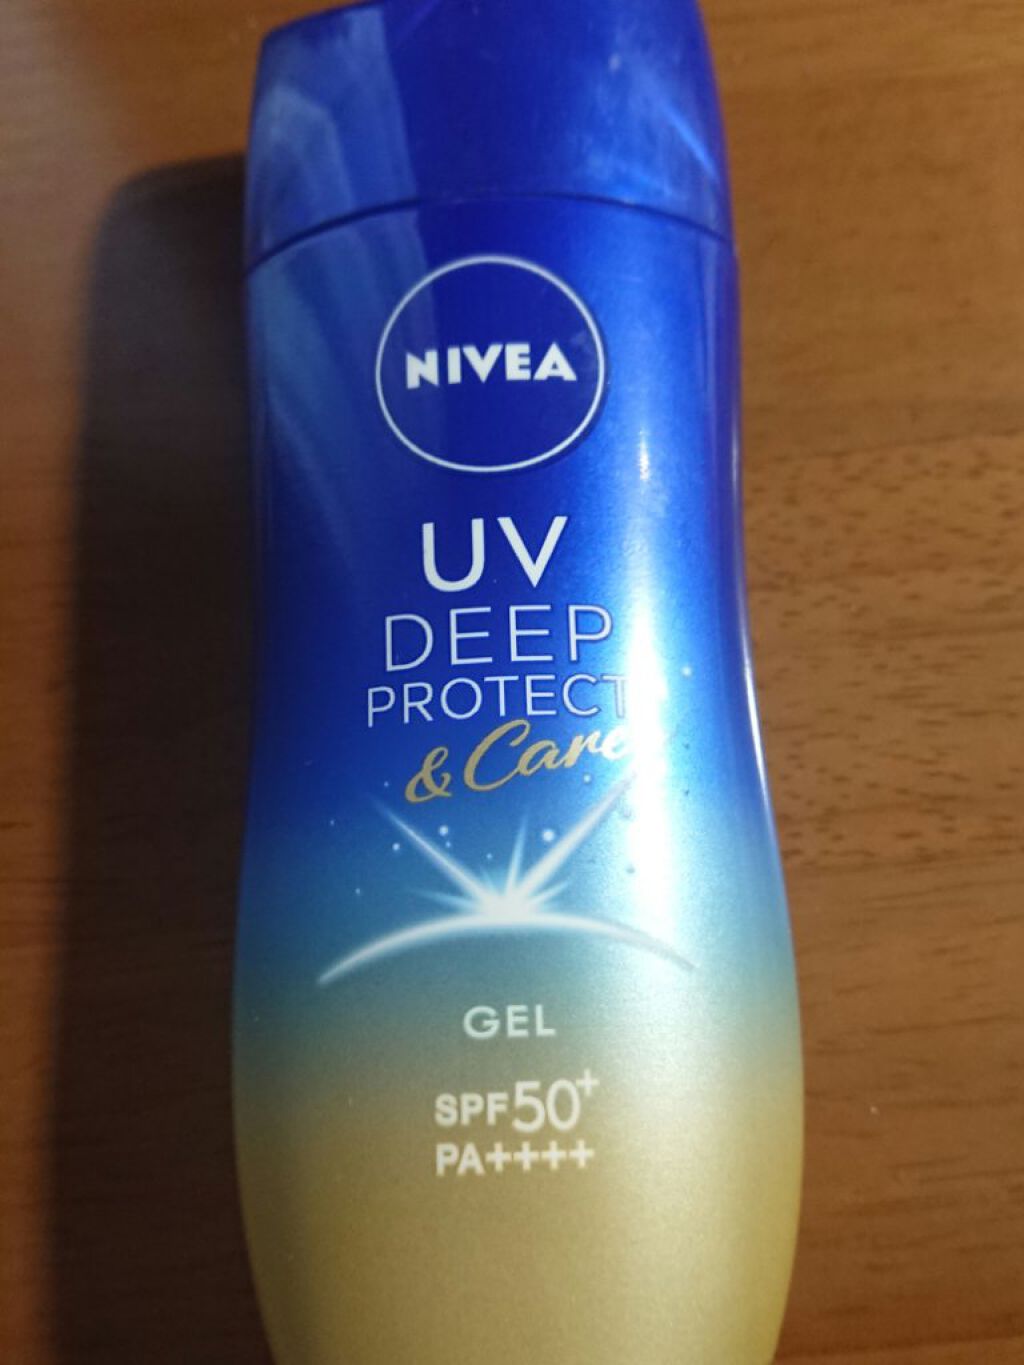 NIVEA
UV
DEEP
PROTECT
& Care
GEL
SPF50+
PA++++